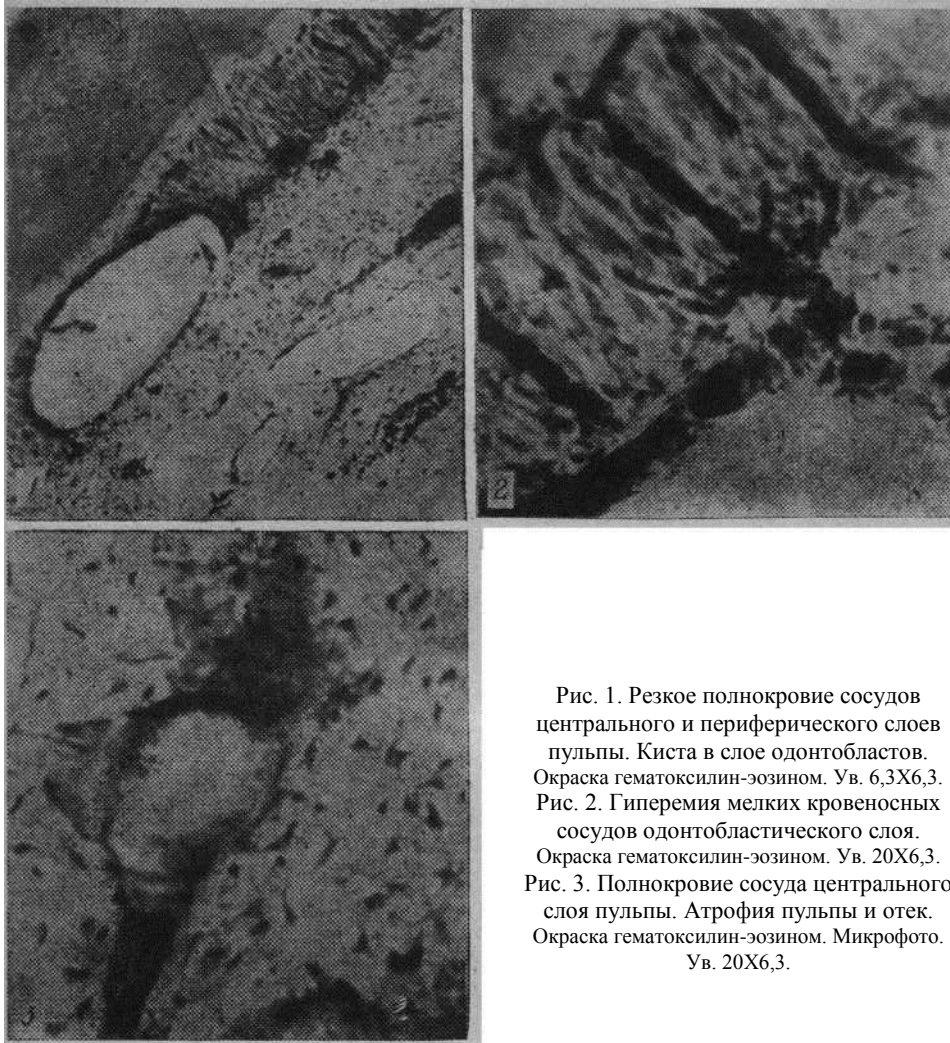 2
3
Рис. 1. Резкое полнокровие сосудов
центрального и периферического слоев
пульпы. Киста в слое одонтобластов.
Окраска гематоксилин-эозином. Ув. 6,3Х6,3.
Рис. 2. Гиперемия мелких кровеносных
сосудов одонтобластического слоя.
Окраска гематоксилин-эозином. Ув. 20Х6,3.
Рис. 3. Полнокровие сосуда центрального
слоя пульпы. Атрофия пульпы и отек.
Окраска гематоксилин-эозином. Микрофото.
Ув. 20Х6,3.